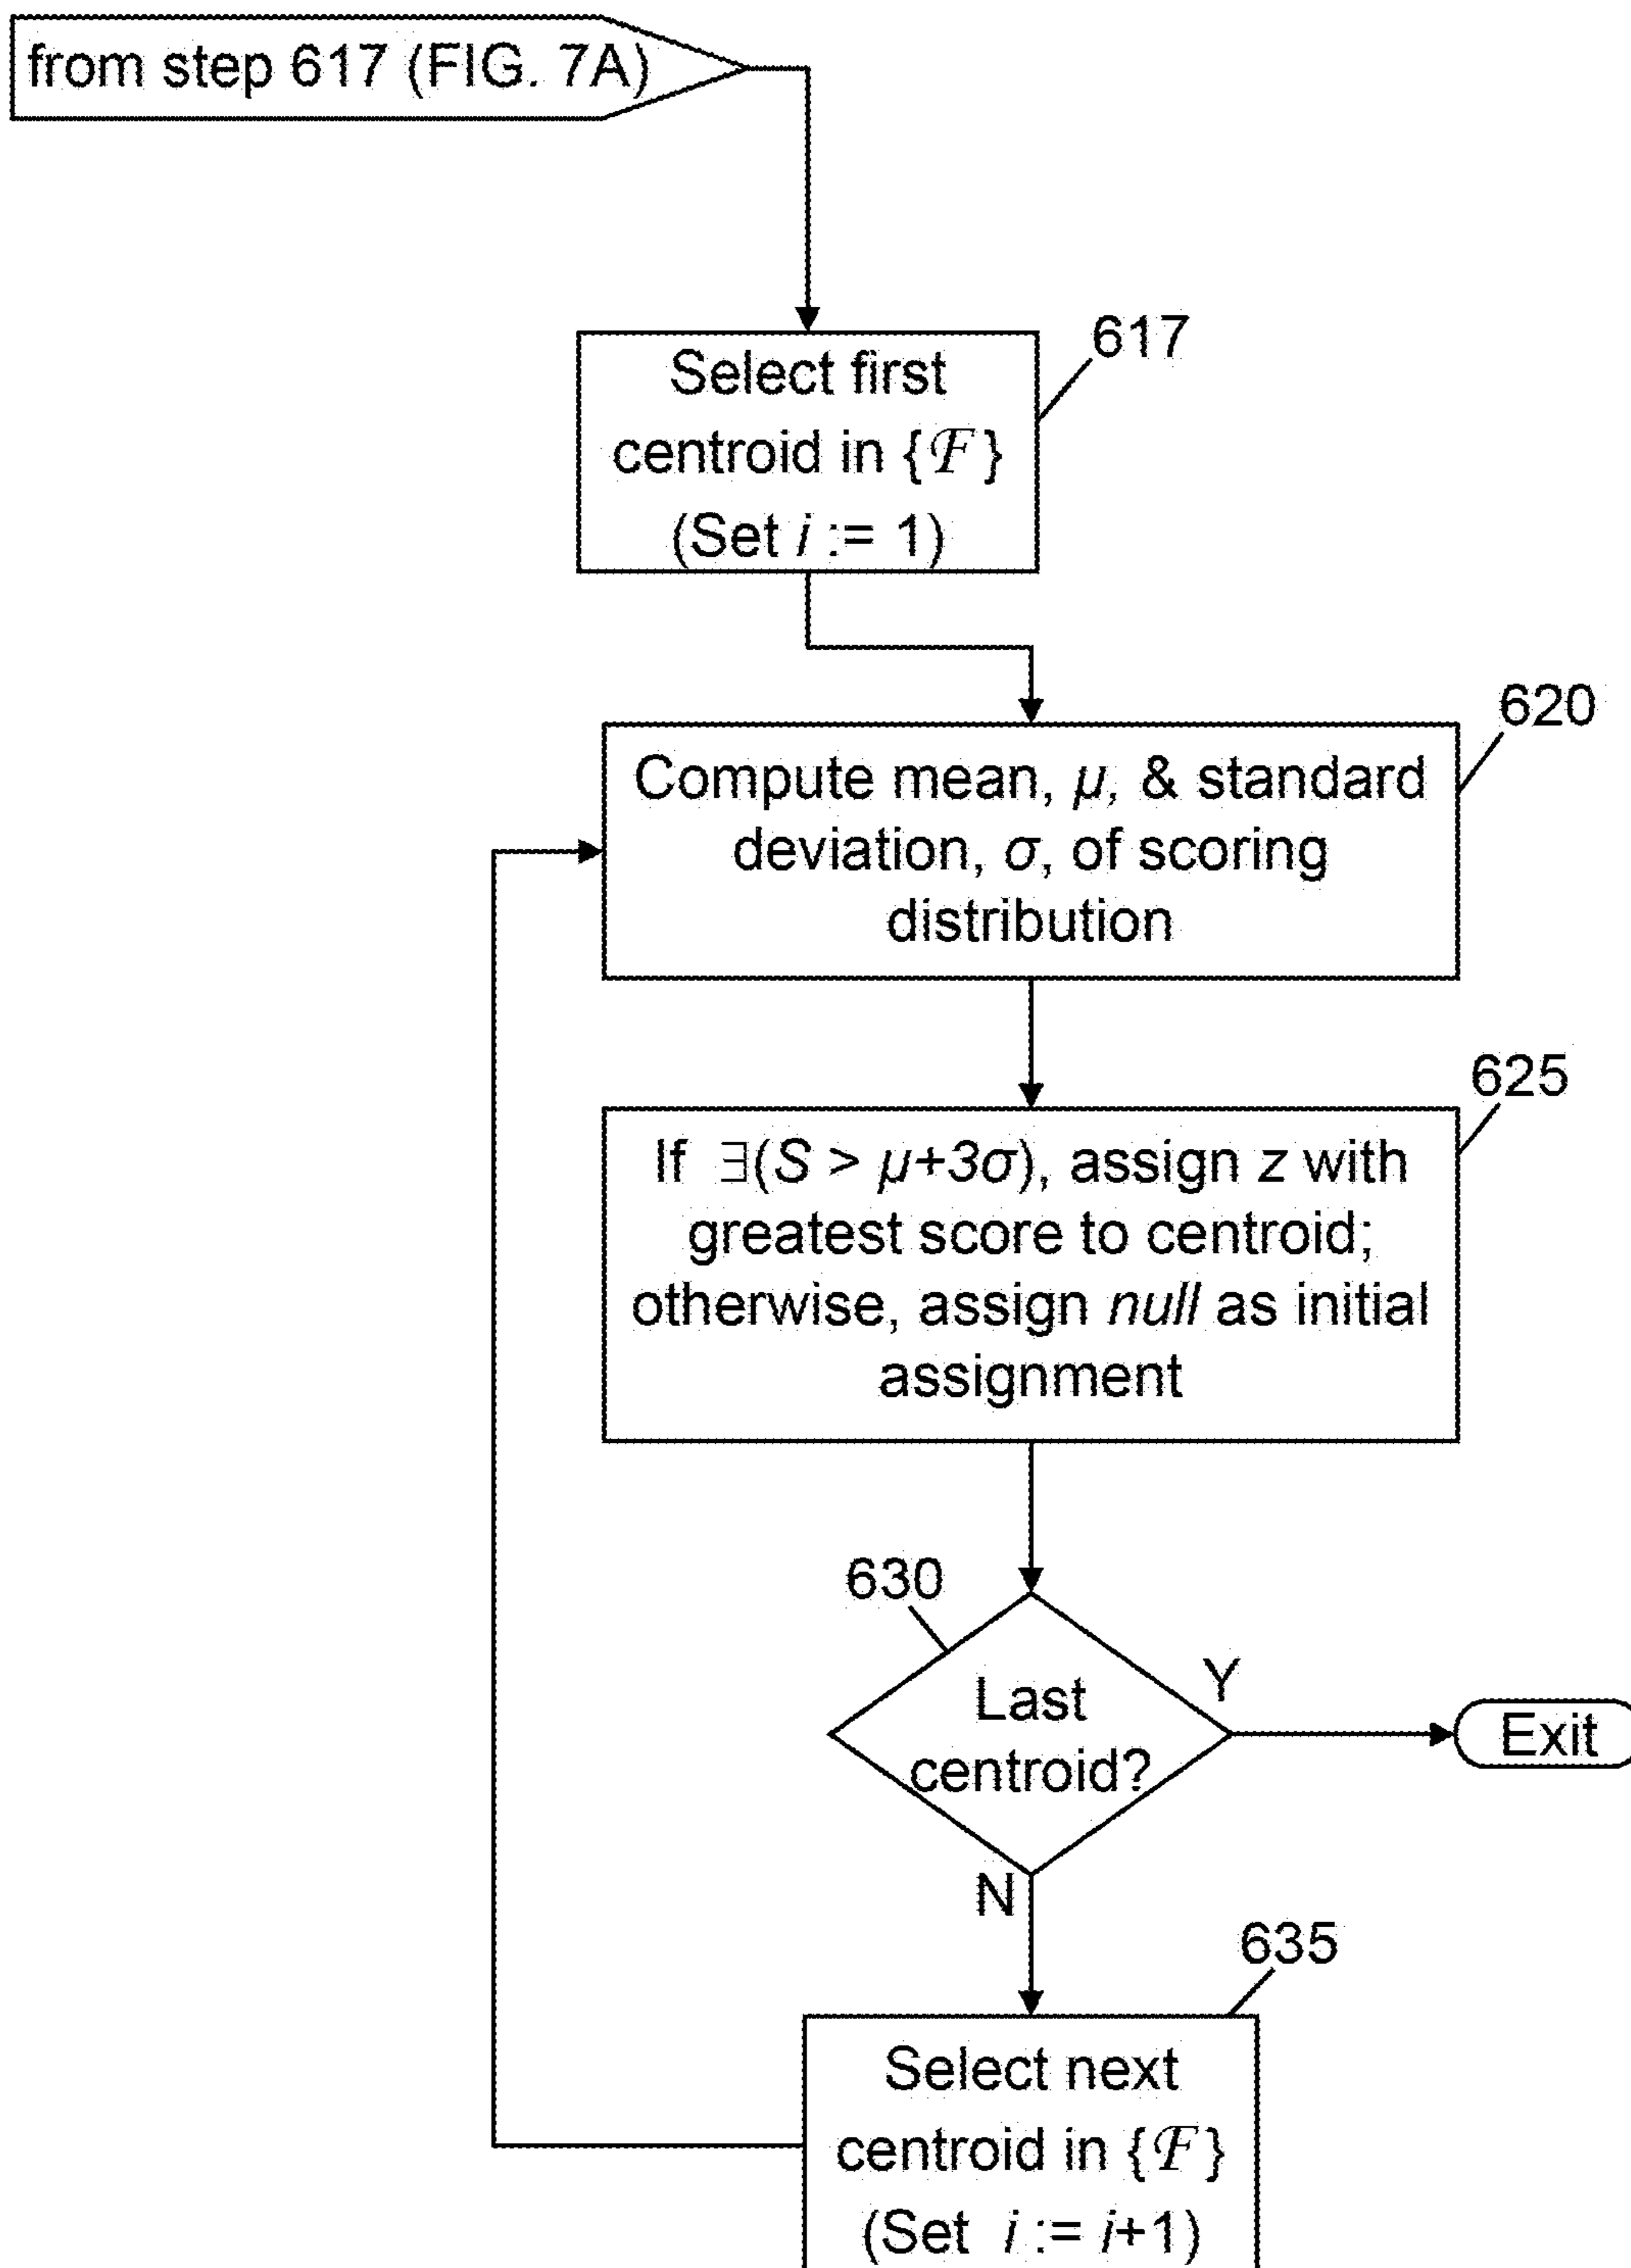 from step 617 (FIG. 7A)
617
Select first
centroid in {ℱ}
(Set i := 1)
620
Compute mean, μ, & standard
deviation, σ, of scoring
distribution
625
If ∃(S > μ+3σ), assign z with
greatest score to centroid;
otherwise, assign null as initial
assignment
630
Last
centroid?
Y
Exit
N
635
Select next
centroid in {ℱ}
(Set i := i+1)